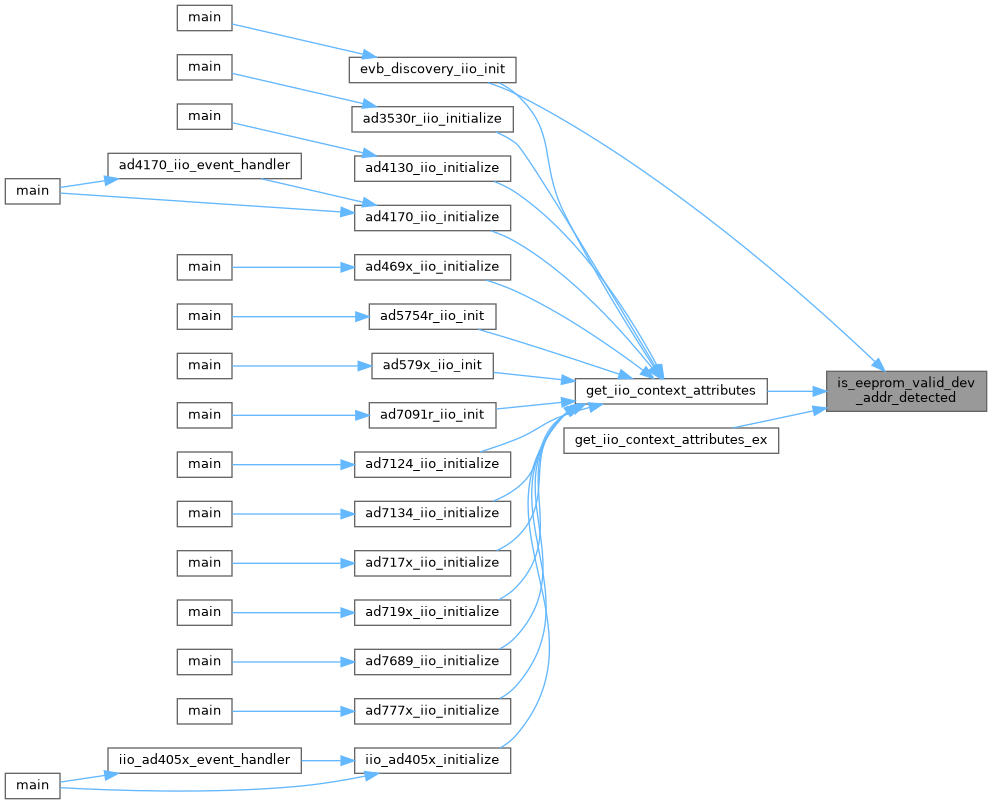 main
evb_discovery_iio_init
main
ad3530r_iio_initialize
main
ad4130_iio_initialize
ad4170_iio_event_handler
main
ad4170_iio_initialize
main
ad469x_iio_initialize
main
ad5754r_iio_init
main
ad579x_iio_init
get_iio_context_attributes
is_eeprom_valid_dev
_addr_detected
main
ad7091r_iio_init
get_iio_context_attributes_ex
main
ad7124_iio_initialize
main
ad7134_iio_initialize
main
ad717x_iio_initialize
main
ad719x_iio_initialize
main
ad7689_iio_initialize
main
ad777x_iio_initialize
iio_ad405x_event_handler
iio_ad405x_initialize
main